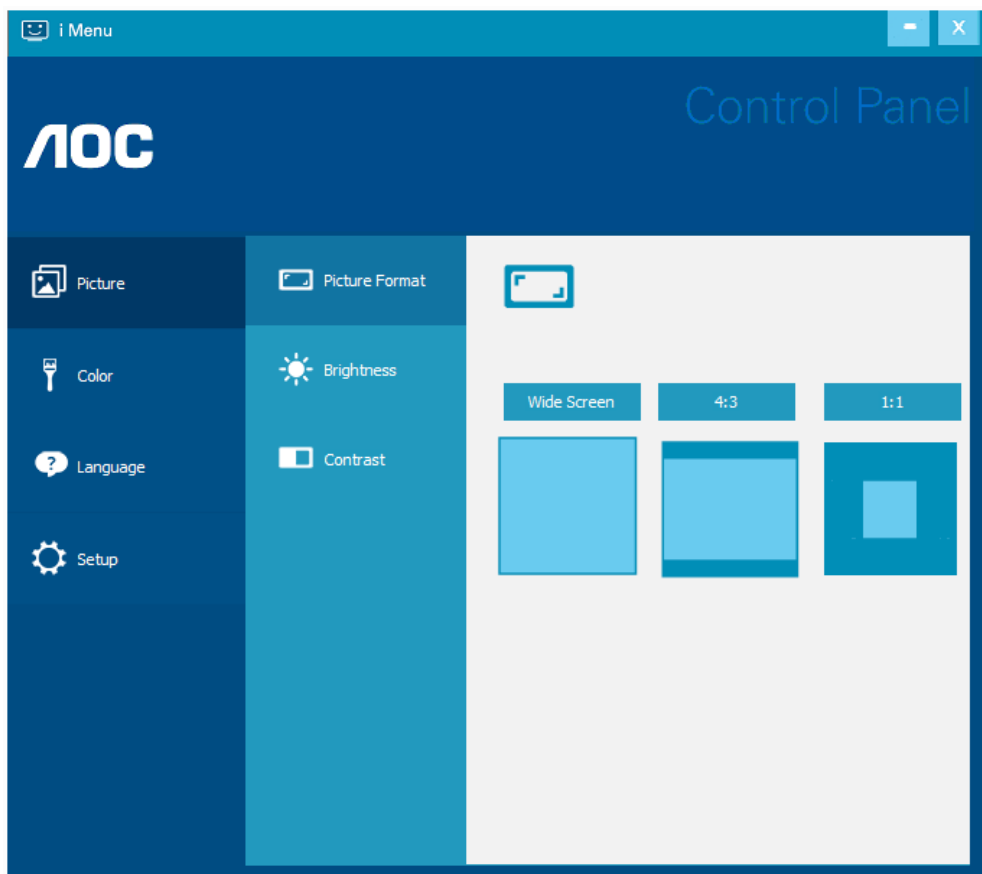 i Menu
X
Control Panel
AOC
Picture
Color
Language
Setup
Picture Format
Brightness
Contrast
Wide Screen
4:3
1:1